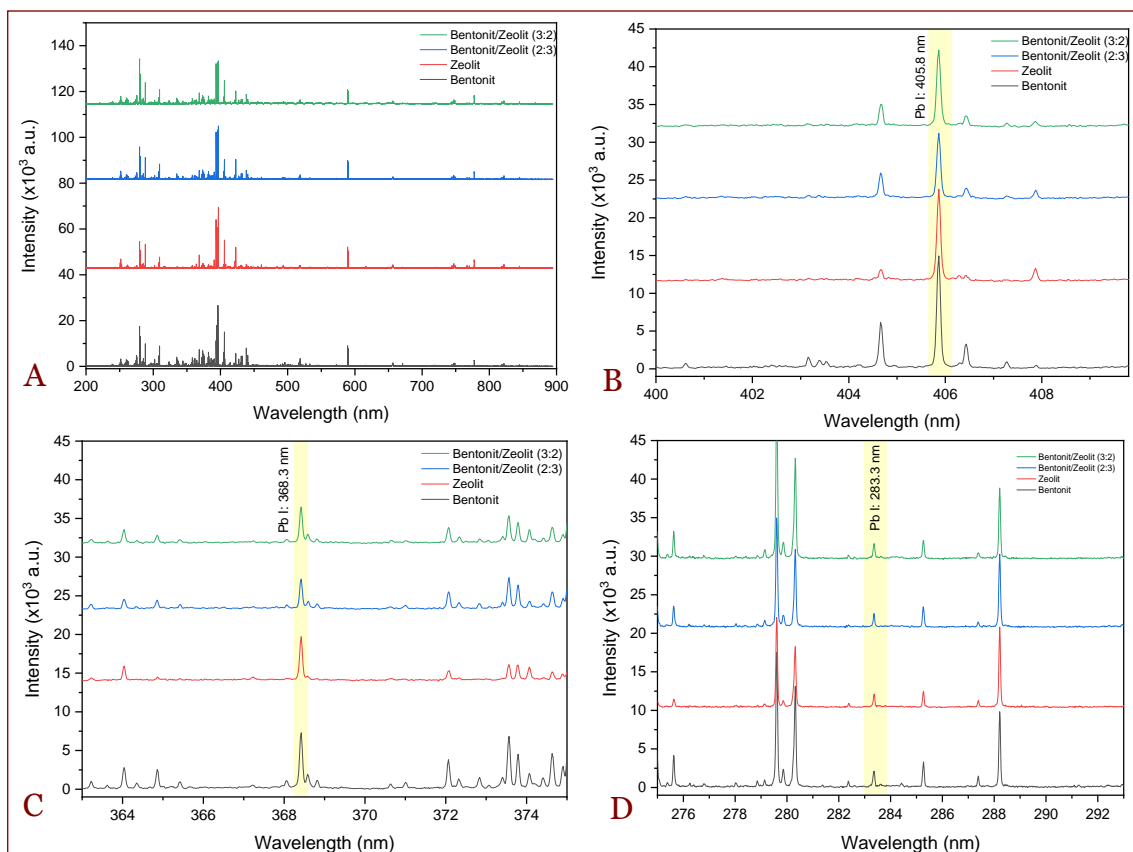 140
120
100
80
60
40
20
0
Intensity (x10³ a.u.)
Bentonit/Zeolit (3:2)
Bentonit/Zeolit (2:3)
Zeolit
Bentonit
A
200 300 400 500 600 700 800 900
Wavelength (nm)
45
40
35
30
25
20
15
10
5
0
Intensity (x10³ a.u.)
Pb I: 405.8 nm
Bentonit/Zeolit (3:2)
Bentonit/Zeolit (2:3)
Zeolit
Bentonit
B
400 402 404 406 408
Wavelength (nm)
45
40
35
30
25
20
15
10
5
0
Intensity (x10³ a.u.)
Pb I: 368.3 nm
Bentonit/Zeolit (3:2)
Bentonit/Zeolit (2:3)
Zeolit
Bentonit
C
364 366 368 370 372 374
Wavelength (nm)
45
40
35
30
25
20
15
10
5
0
Intensity (x10³ a.u.)
Pb I: 283.3 nm
Bentonit/Zeolit (3:2)
Bentonit/Zeolit (2:3)
Zeolit
Bentonit
D
276 278 280 282 284 286 288 290 292
Wavelength (nm)